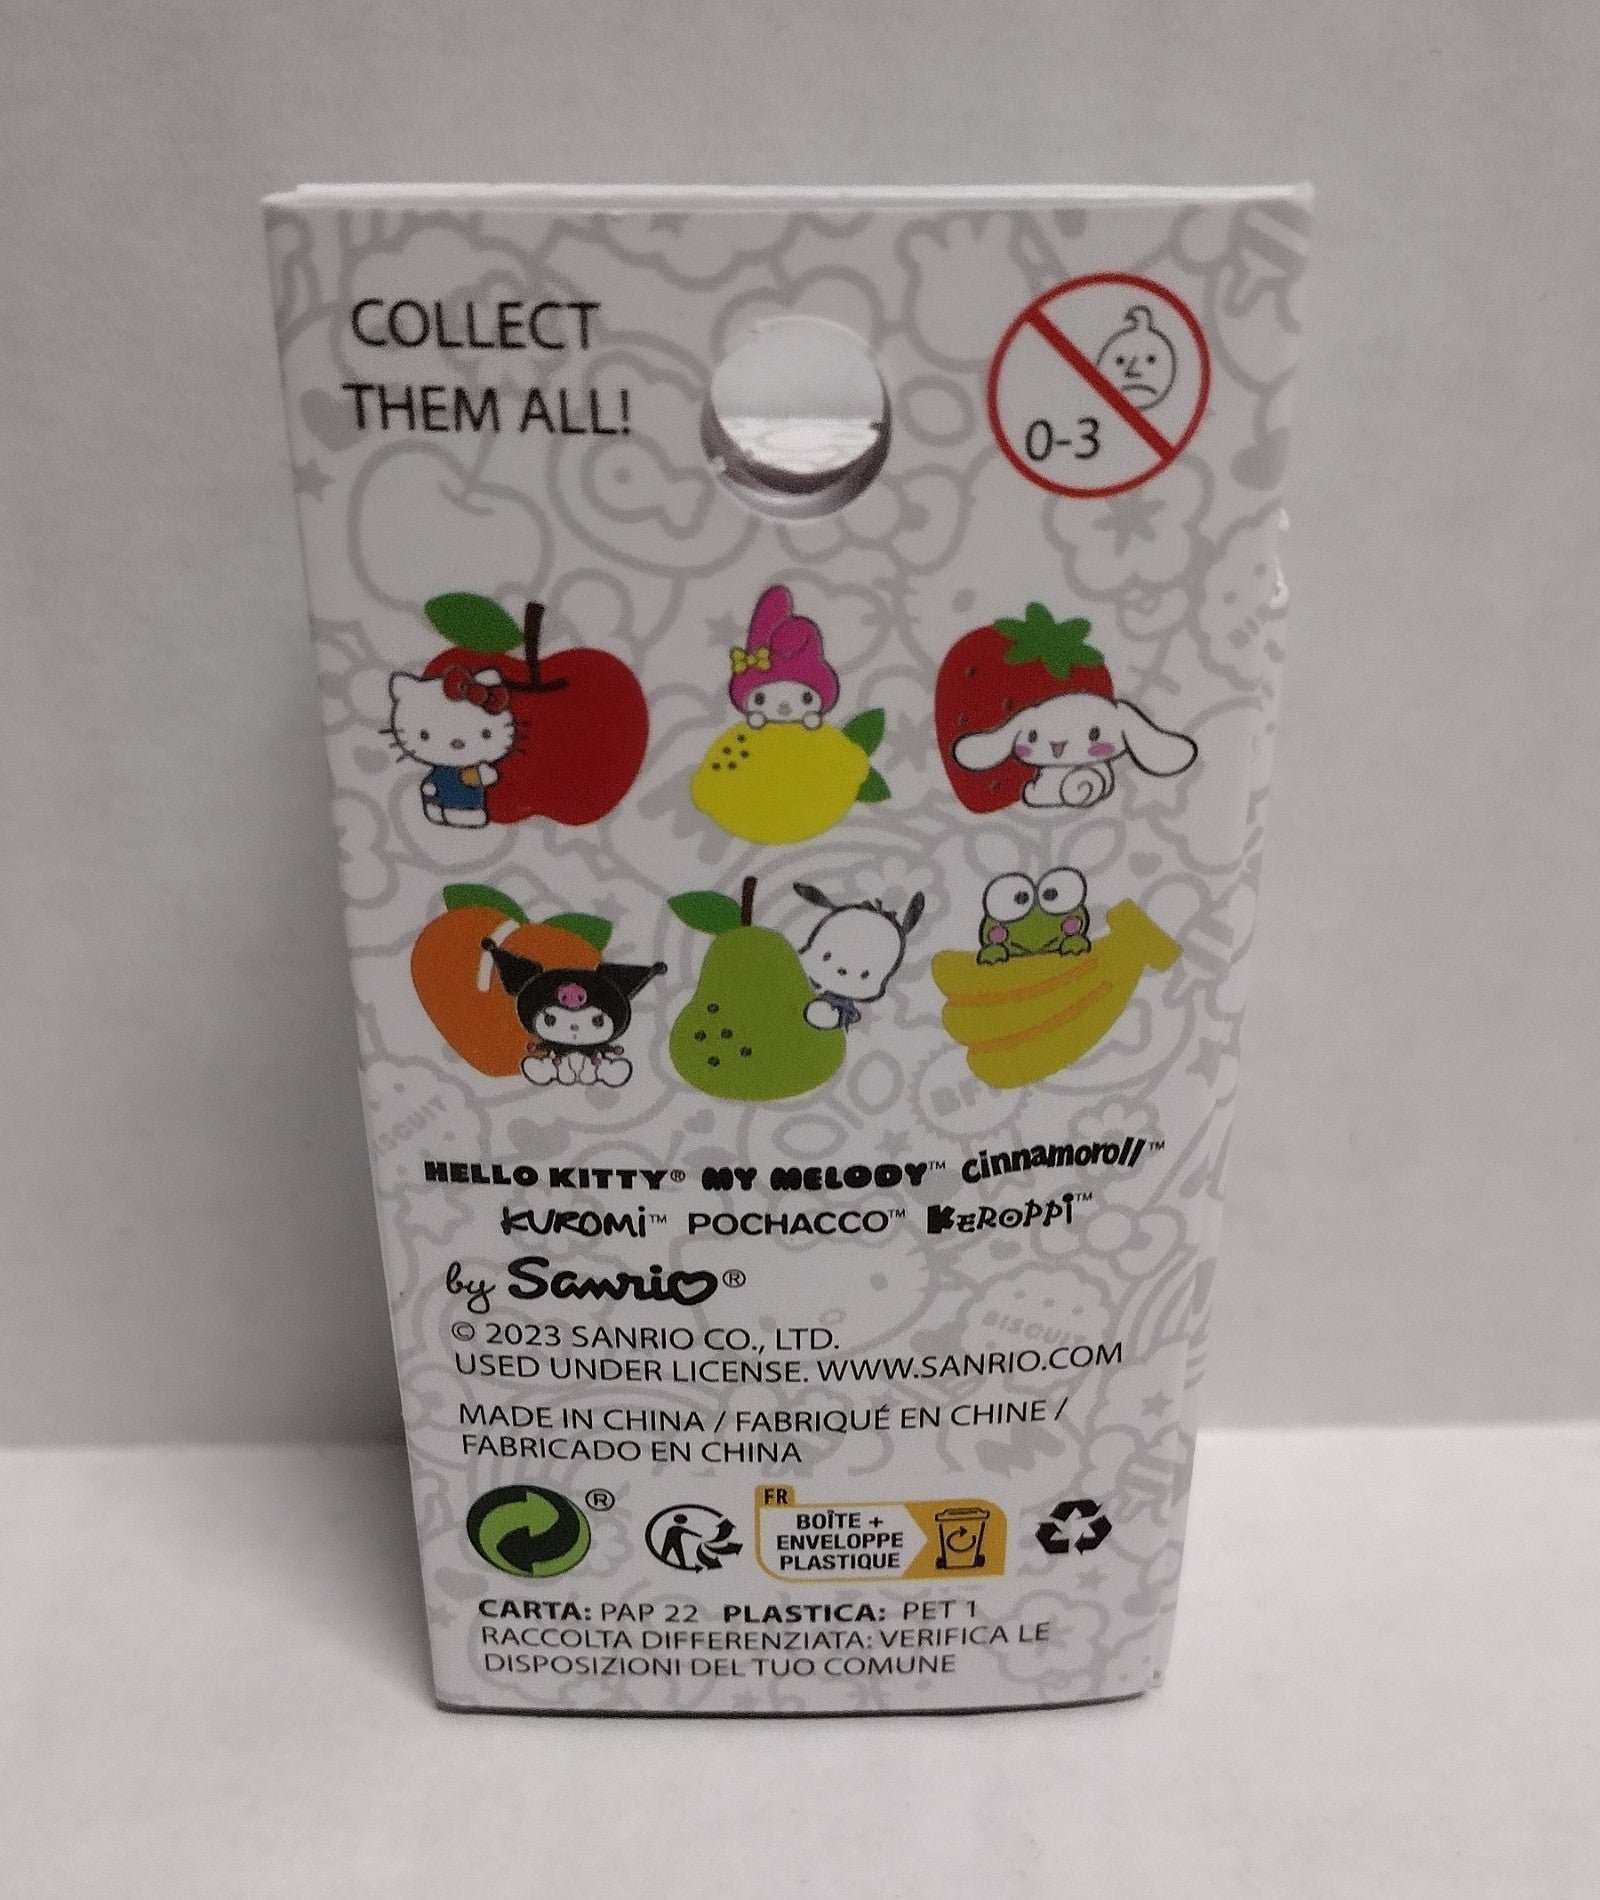 COLLECT
THEM ALL!
0-3
HELLO KITTY® MY MELODY™ cinnamoroll™
KUROMi™ POCHACCO™ KEROPPi™
by Sanrio®
© 2023 SANRIO CO., LTD.
USED UNDER LICENSE. WWW.SANRIO.COM
MADE IN CHINA / FABRIQUÉ EN CHINE /
FABRICADO EN CHINA
®
FR
BOÎTE +
ENVELOPPE
PLASTIQUE
CARTA: PAP 22 PLASTICA: PET 1
RACCOLTA DIFFERENZIATA: VERIFICA LE
DISPOSIZIONI DEL TUO COMUNE
BISCUIT